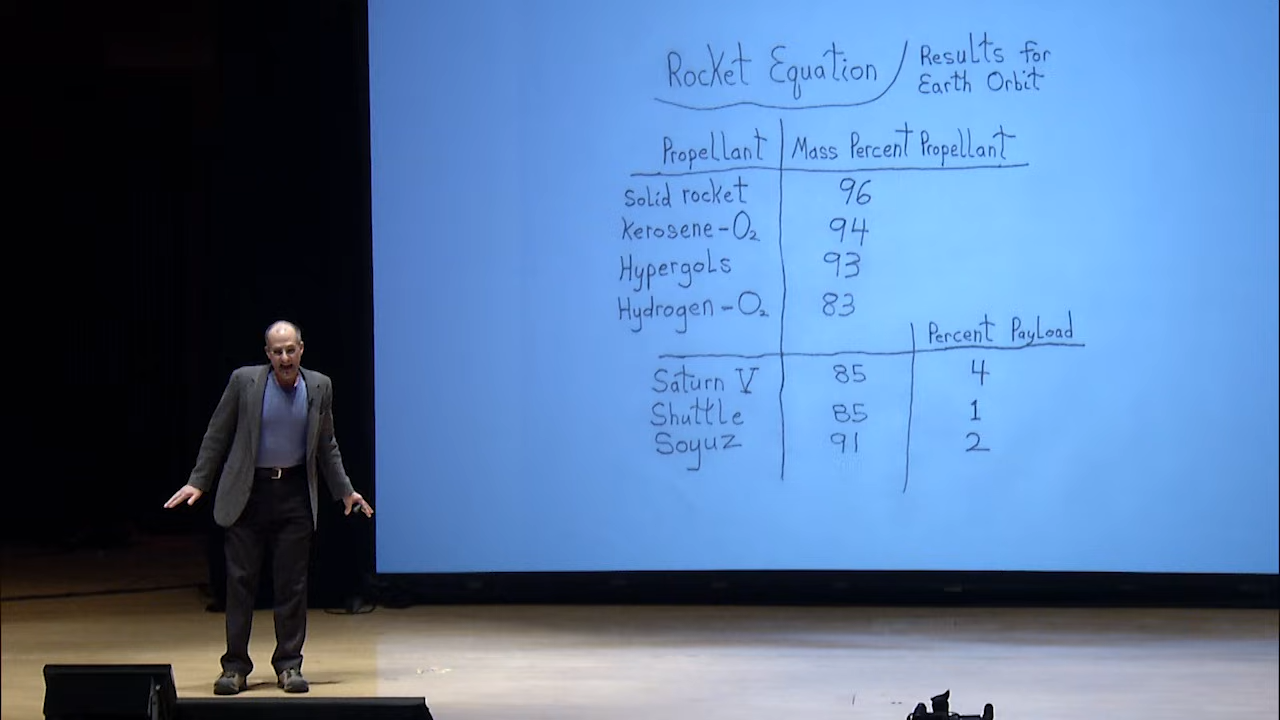 Rocket Equation
Results for
Earth Orbit
Propellant Mass Percent Propellant
Solid rocket 96
Kerosene-O₂ 94
Hypergols 93
Hydrogen-O₂ 83
Percent Payload
Saturn V 85 4
Shuttle 85 1
Soyuz 91 2